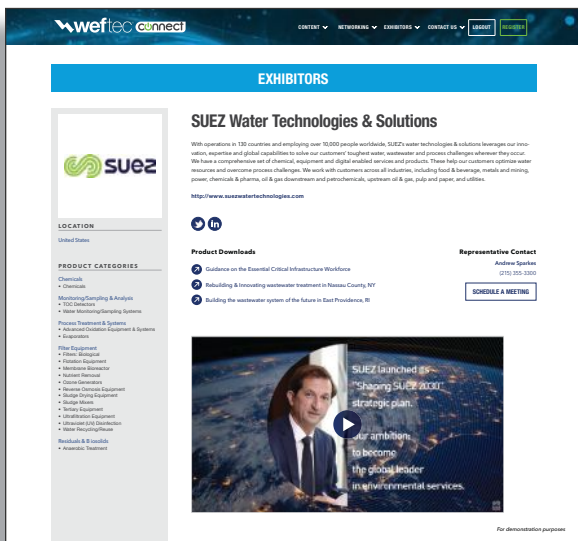 weftec connect
CONTENT NETWORKING EXHIBITORS CONTACT US LOGOUT REGISTER
EXHIBITORS
suez
LOCATION
United States
PRODUCT CATEGORIES
Chemicals
• Chemicals
Monitoring/Sampling & Analysis
• TOC Detectors
• Water Monitoring/Sampling Systems
Process Treatment & Systems
• Advanced Oxidation Equipment & Systems
• Evaporators
Filter Equipment
• Filters: Biological
• Flotation Equipment
• Membrane Bioreactor
• Nutrient Removal
• Ozone Generators
• Reverse Osmosis Equipment
• Sludge Drying Equipment
• Sludge Mixers
• Tertiary Equipment
• Ultrafiltration Equipment
• Ultraviolet (UV) Disinfection
• Water Recycling/Reuse
Residuals & B iosolids
• Anaerobic Treatment
SUEZ Water Technologies & Solutions
With operations in 130 countries and employing over 10,000 people worldwide, SUEZ's water technologies & solutions leverages our inno-
vation, expertise and global capabilities to solve our customers' toughest water, wastewater and process challenges wherever they occur.
We have a comprehensive set of chemical, equipment and digital enabled services and products. These help our customers optimize water
resources and overcome process challenges. We work with customers across all industries, including food & beverage, metals and mining,
power, chemicals & pharma, oil & gas downstream and petrochemicals, upstream oil & gas, pulp and paper, and utilities.
http://www.suezwatertechnologies.com
in
Product Downloads
Guidance on the Essential Critical Infrastructure Workforce
Rebuilding & Innovating wastewater treatment in Nassau County, NY
Building the wastewater system of the future in East Providence, RI
Representative Contact
Andrew Sparkes
(215) 355-3300
SCHEDULE A MEETING
SUEZ launched its
"Shaping SUEZ 2030"
strategic plan.
Our ambition:
to become
the global leader
in environmental services.
For demonstration purposes